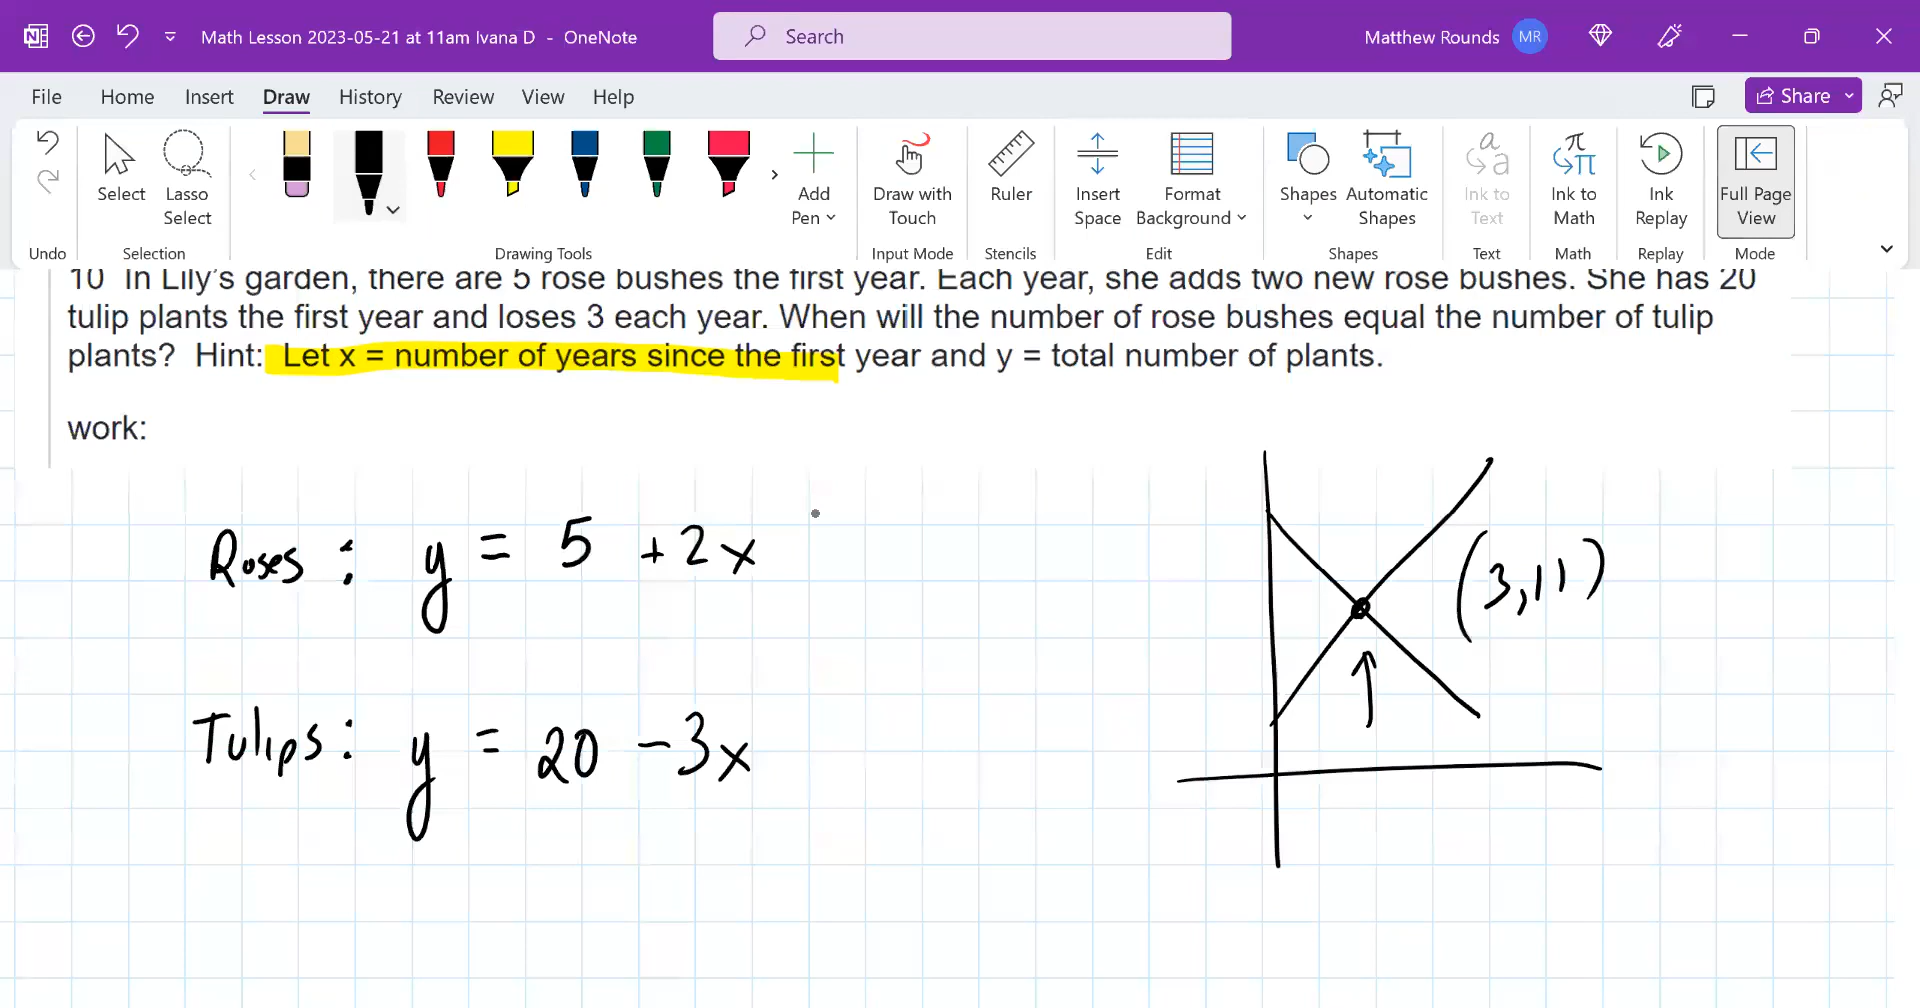 Math Lesson 2023-05-21 at 11am Ivana D - OneNote
Search
Matthew Rounds MR
File Home Insert Draw History Review View Help
Share
Select
Lasso Select
Add Pen
Draw with Touch
Ruler
Insert Space
Format Background
Shapes
Automatic Shapes
Ink to Text
Ink to Math
Ink Replay
Full Page View
Undo Selection Drawing Tools Input Mode Stencils Edit Shapes Text Math Replay Mode
10 In Lily's garden, there are 5 rose bushes the first year. Each year, she adds two new rose bushes. She has 20
tulip plants the first year and loses 3 each year. When will the number of rose bushes equal the number of tulip
plants? Hint: Let x = number of years since the first year and y = total number of plants.
work:
Roses : y = 5 + 2x
(3, 11)
Tulips : y = 20 - 3x